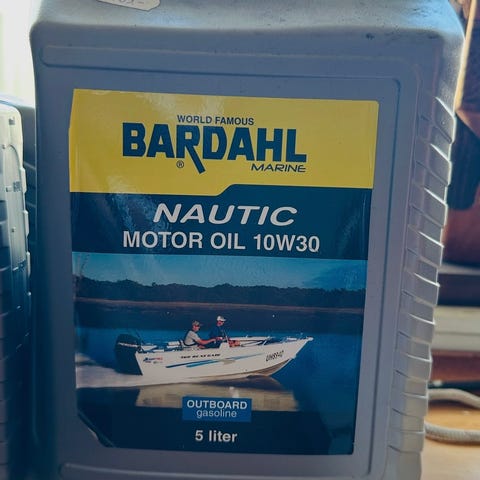 WORLD FAMOUS
BARDAHL
®
MARINE
NAUTIC
MOTOR OIL 10W30
OUTBOARD
gasoline
5 liter